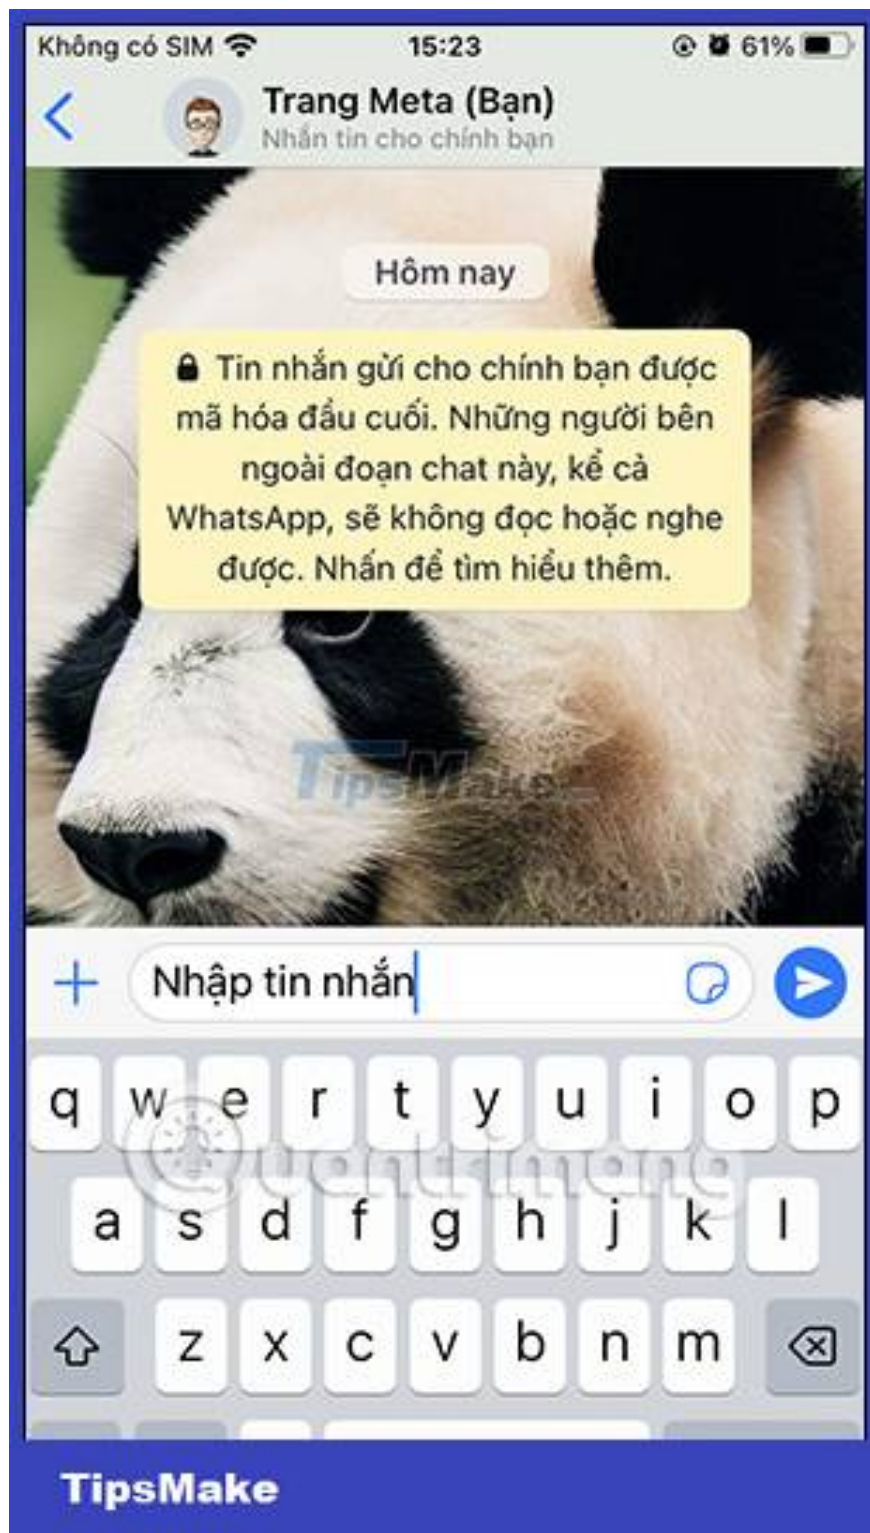 Không có SIM 15:23 61%
Trang Meta (Bạn)
Nhắn tin cho chính bạn
Hôm nay
Tin nhắn gửi cho chính bạn được
mã hóa đầu cuối. Những người bên
ngoài đoạn chat này, kể cả
WhatsApp, sẽ không đọc hoặc nghe
được. Nhấn để tìm hiểu thêm.
TipsMake
Nhập tin nhắn
q w e r t y u i o p
Quantrimang
a s d f g h j k l
z x c v b n m
TipsMake